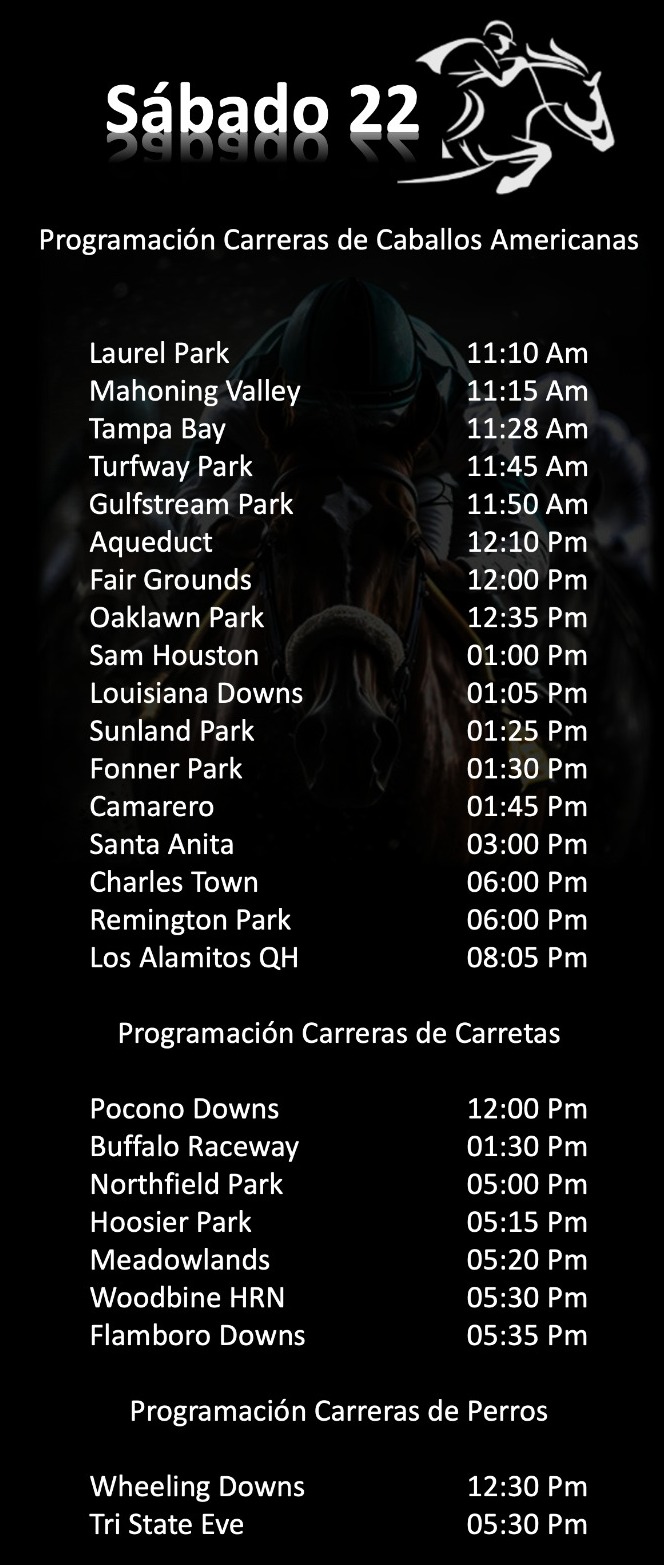 Sábado 22
Programación Carreras de Caballos Americanas
Laurel Park 11:10 Am
Mahoning Valley 11:15 Am
Tampa Bay 11:28 Am
Turfway Park 11:45 Am
Gulfstream Park 11:50 Am
Aqueduct 12:10 Pm
Fair Grounds 12:00 Pm
Oaklawn Park 12:35 Pm
Sam Houston 01:00 Pm
Louisiana Downs 01:05 Pm
Sunland Park 01:25 Pm
Fonner Park 01:30 Pm
Camarero 01:45 Pm
Santa Anita 03:00 Pm
Charles Town 06:00 Pm
Remington Park 06:00 Pm
Los Alamitos QH 08:05 Pm
Programación Carreras de Carretas
Pocono Downs 12:00 Pm
Buffalo Raceway 01:30 Pm
Northfield Park 05:00 Pm
Hoosier Park 05:15 Pm
Meadowlands 05:20 Pm
Woodbine HRN 05:30 Pm
Flamboro Downs 05:35 Pm
Programación Carreras de Perros
Wheeling Downs 12:30 Pm
Tri State Eve 05:30 Pm